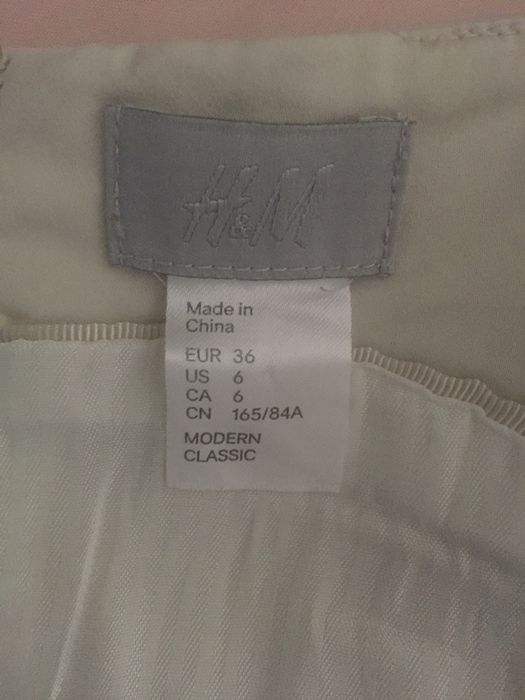 H&M
Made in
China
EUR 36
US 6
CA 6
CN 165/84A
MODERN
CLASSIC